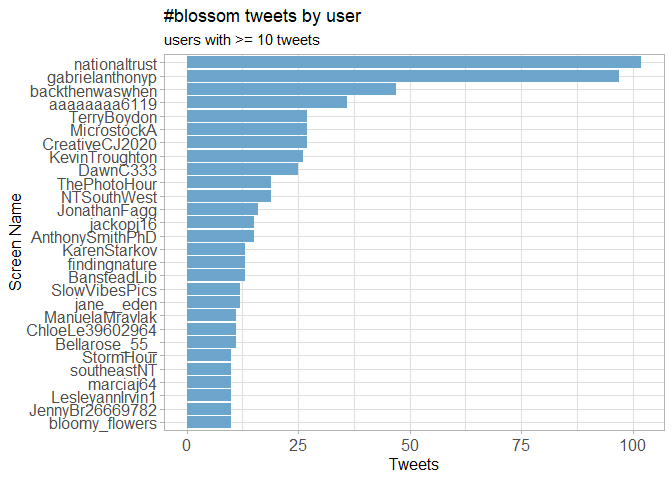 #blossom tweets by user
users with >= 10 tweets
nationaltrust
gabrielanthonyp
backthenwaswhen
aaaaaaaa6119
TerryBoydon
MicrostockA
CreativeCJ2020
KevinTroughton
DawnC333
ThePhotoHour
NTSouthWest
JonathanFagg
jackopj16
AnthonySmithPhD
KarenStarkov
findingnature
BansteadLib
SlowVibesPics
jane__eden
ManuelaMravlak
ChloeLe39602964
Bellarose_55_
StormHour
southeastNT
marciaj64
LesleyannIrvin1
JennyBr26669782
bloomy_flowers
Screen Name
0 25 50 75 100
Tweets